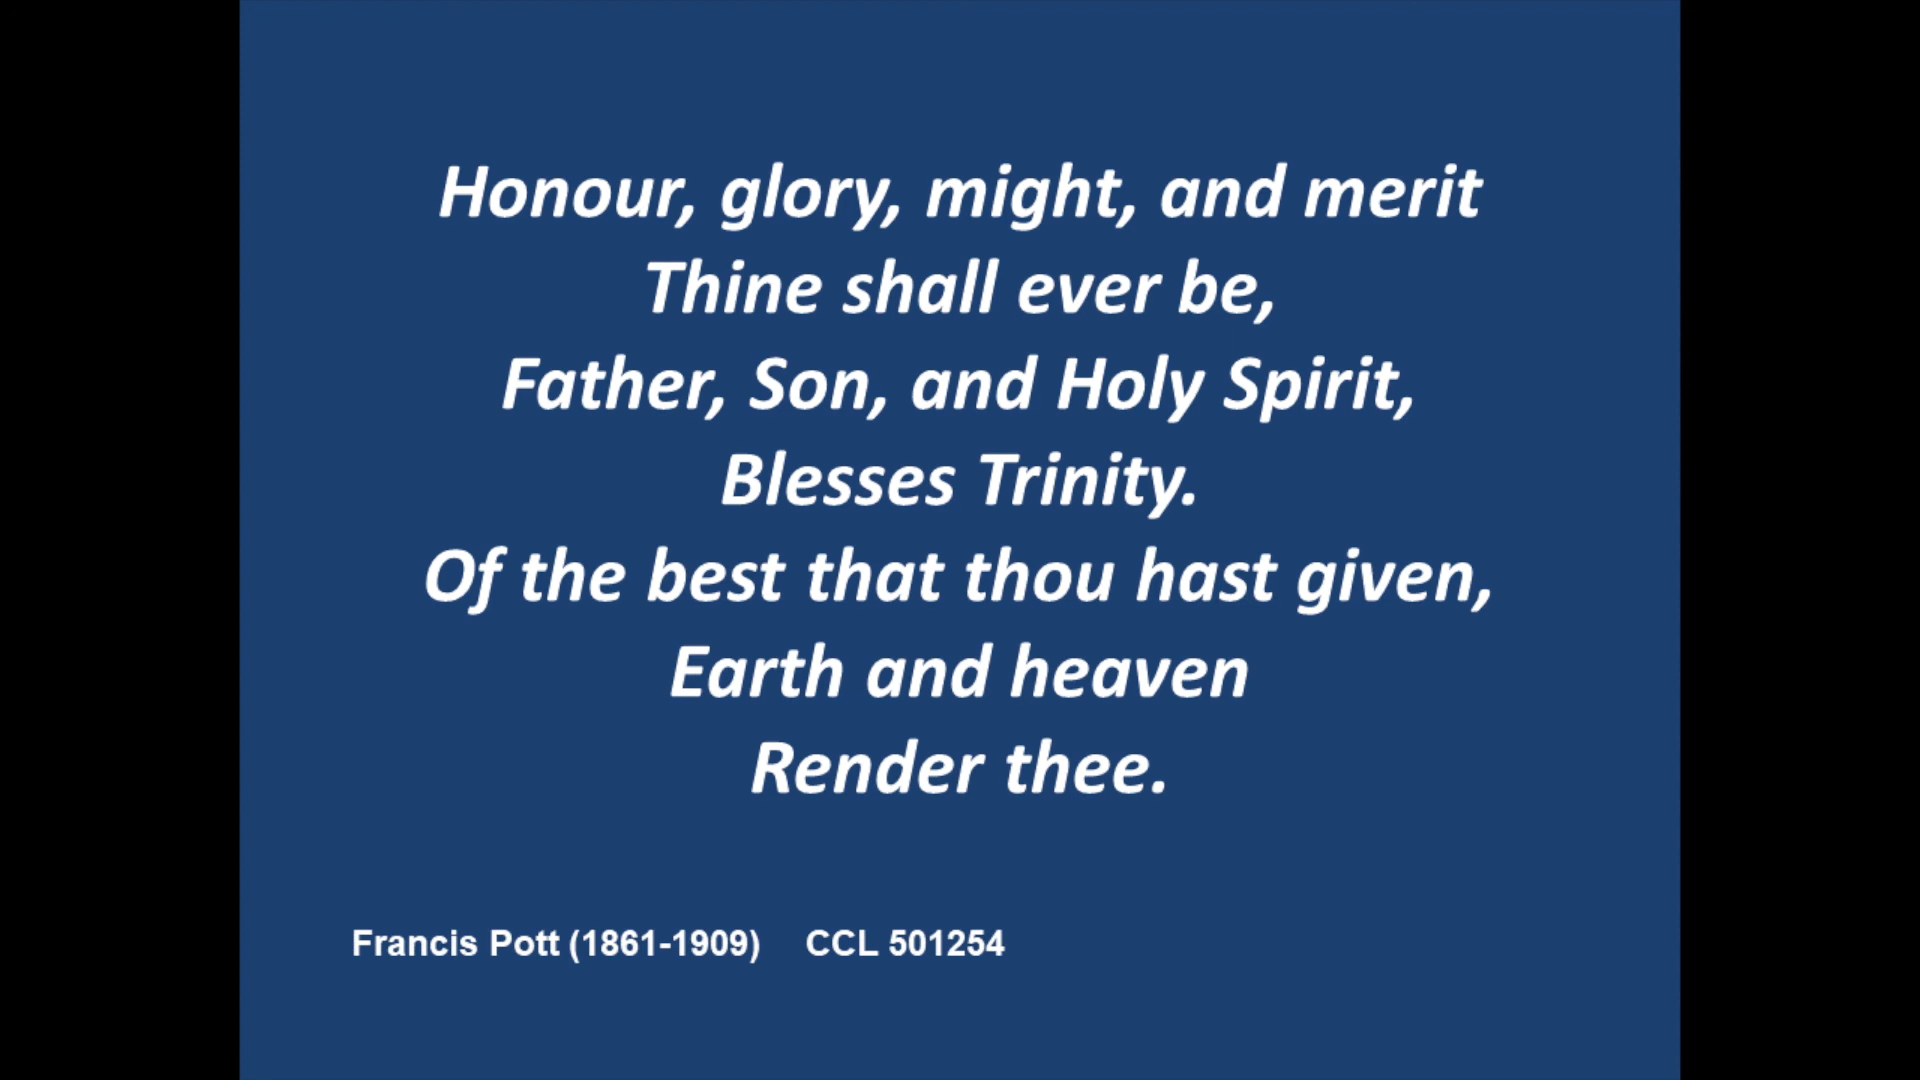 Honour, glory, might, and merit
Thine shall ever be,
Father, Son, and Holy Spirit,
Blesses Trinity.
Of the best that thou hast given,
Earth and heaven
Render thee.
Francis Pott (1861-1909) CCL 501254